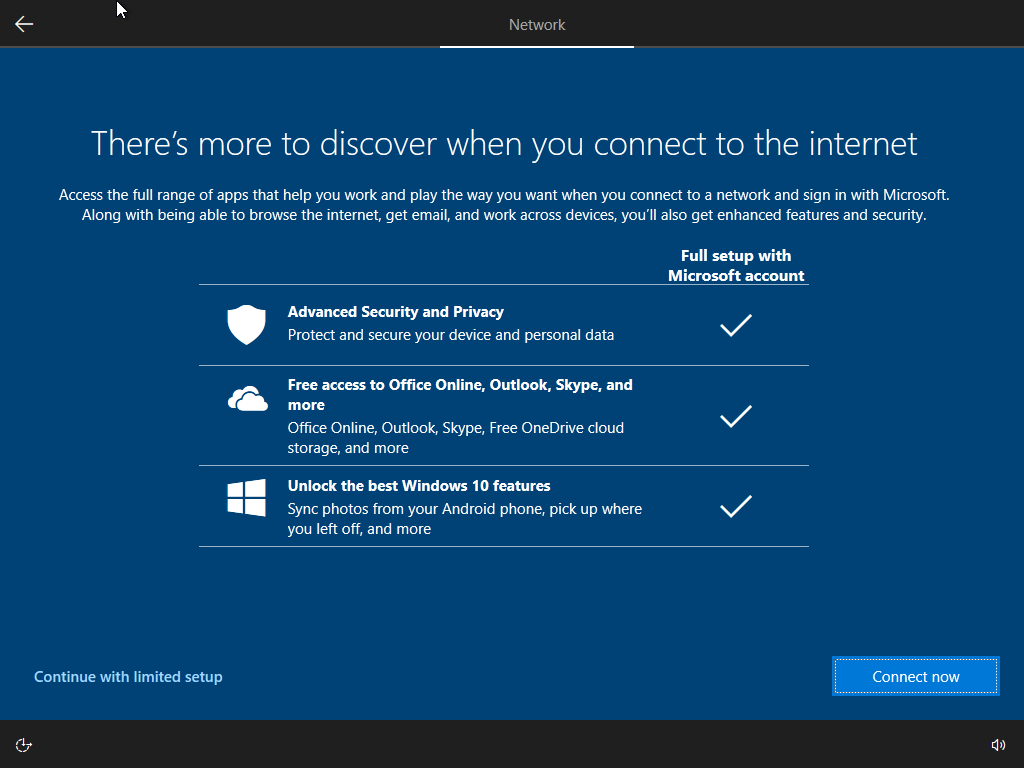 Network
There's more to discover when you connect to the internet
Access the full range of apps that help you work and play the way you want when you connect to a network and sign in with Microsoft.
Along with being able to browse the internet, get email, and work across devices, you'll also get enhanced features and security.
Full setup with
Microsoft account
Advanced Security and Privacy
Protect and secure your device and personal data
Free access to Office Online, Outlook, Skype, and
more
Office Online, Outlook, Skype, Free OneDrive cloud
storage, and more
Unlock the best Windows 10 features
Sync photos from your Android phone, pick up where
you left off, and more
Continue with limited setup
Connect now